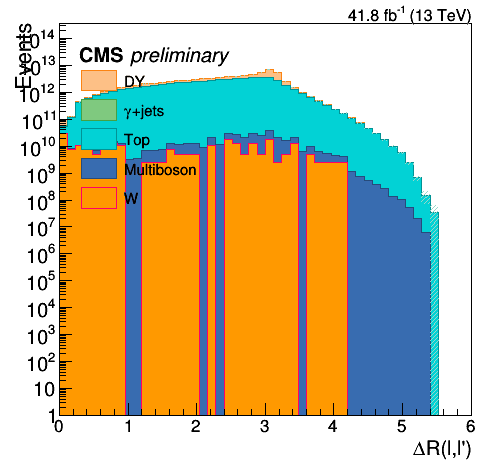 41.8 fb⁻¹ (13 TeV)
Events
CMS preliminary
DY
γ+jets
Top
Multiboson
W
10¹⁴
10¹³
10¹²
10¹¹
10¹⁰
10⁹
10⁸
10⁷
10⁶
10⁵
10⁴
10³
10²
10
1
0 1 2 3 4 5 6
ΔR(l,l')